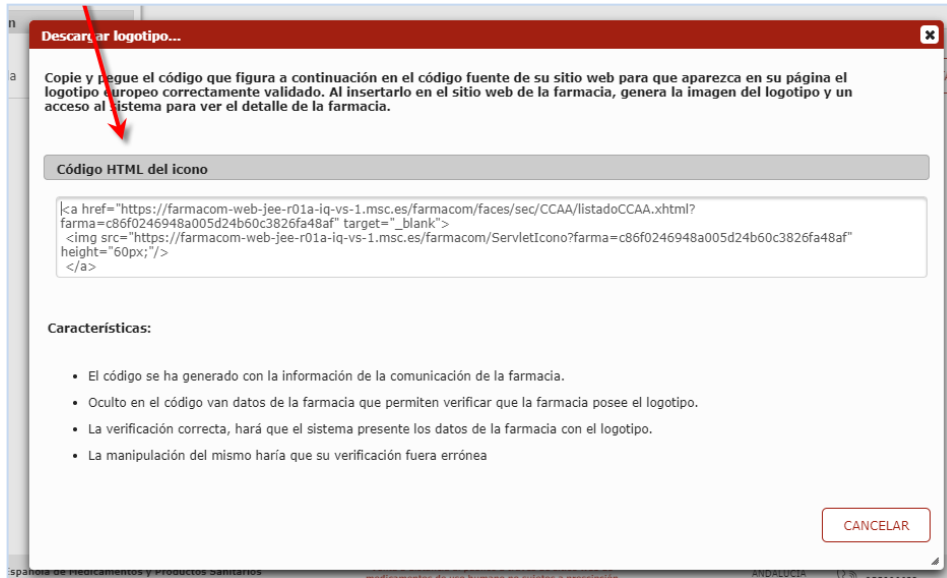 n
Descargar logotipo...
a
Copie y pegue el código que figura a continuación en el código fuente de su sitio web para que aparezca en su página el
logotipo europeo correctamente validado. Al insertarlo en el sitio web de la farmacia, genera la imagen del logotipo y un
acceso al sistema para ver el detalle de la farmacia.
Código HTML del icono
<a href="https://farmacom-web-jee-r01a-iq-vs-1.msc.es/farmacom/faces/sec/CCAA/listadoCCAA.xhtml?
farma=c86f0246948a005d24b60c3826fa48af" target="_blank">
<img src="https://farmacom-web-jee-r01a-iq-vs-1.msc.es/farmacom/ServletIcono?farma=c86f0246948a005d24b60c3826fa48af"
height="60px;"/>
</a>
Características:
• El código se ha generado con la información de la comunicación de la farmacia.
• Oculto en el código van datos de la farmacia que permiten verificar que la farmacia posee el logotipo.
• La verificación correcta, hará que el sistema presente los datos de la farmacia con el logotipo.
• La manipulación del mismo haría que su verificación fuera errónea
CANCELAR
Española de Medicamentos y Productos Sanitarios
ANDALUCÍA